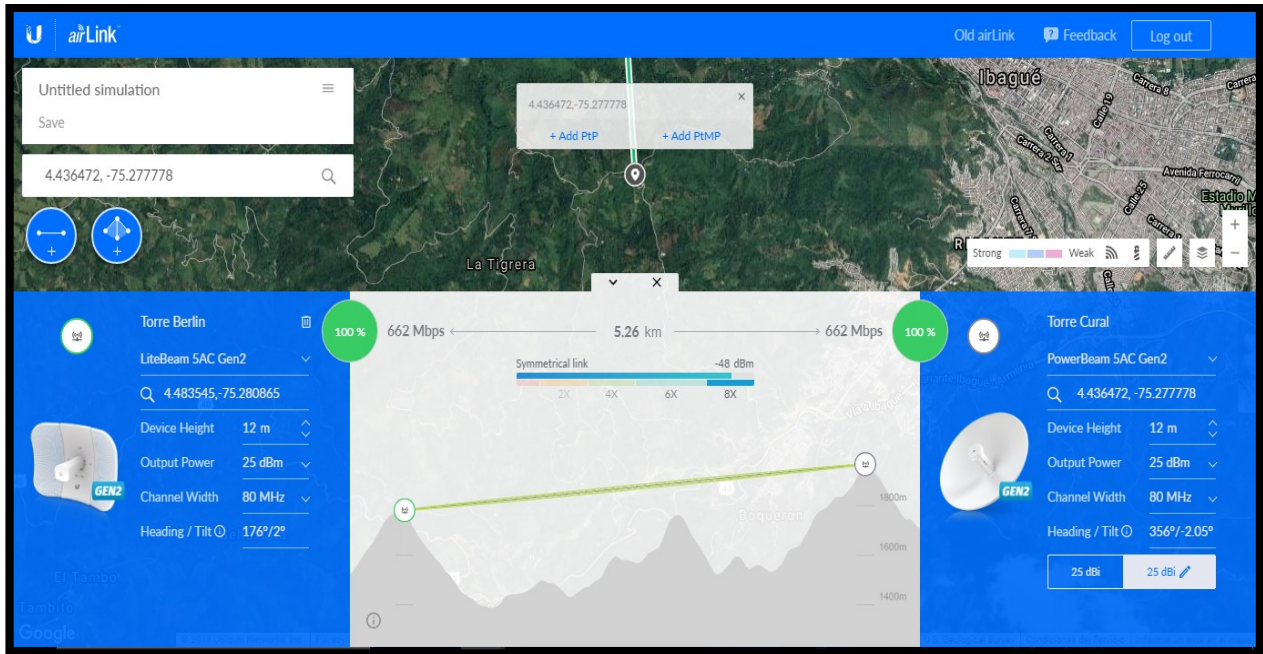 U airLink™
Old airLink
Feedback
Log out
Untitled simulation
Save
4.436472, -75.277778
4.436472,-75.277778
+ Add PtP + Add PtMP
Ibagué
Carrera 8
Carrera
Calle 19
Carrera 1
Carrera 2 Sur
Avenida Ferrocarril
Calle 25
Estadio M
Murillo
La Tigrera
Strong Weak
Torre Berlin
LiteBeam 5AC Gen2
4.483545,-75.280865
Device Height 12 m
Output Power 25 dBm
Channel Width 80 MHz
Heading / Tilt 176°/2°
GEN2
El Tambo
Tambito
Google
100 % 662 Mbps 5.26 km 662 Mbps 100 %
Symmetrical link -48 dBm
2X 4X 6X 8X
Boqueron
1800m
1600m
1400m
Torre Cural
PowerBeam 5AC Gen2
4.436472, -75.277778
Device Height 12 m
Output Power 25 dBm
Channel Width 80 MHz
Heading / Tilt 356°/-2.05°
GEN2
25 dBi 25 dBi